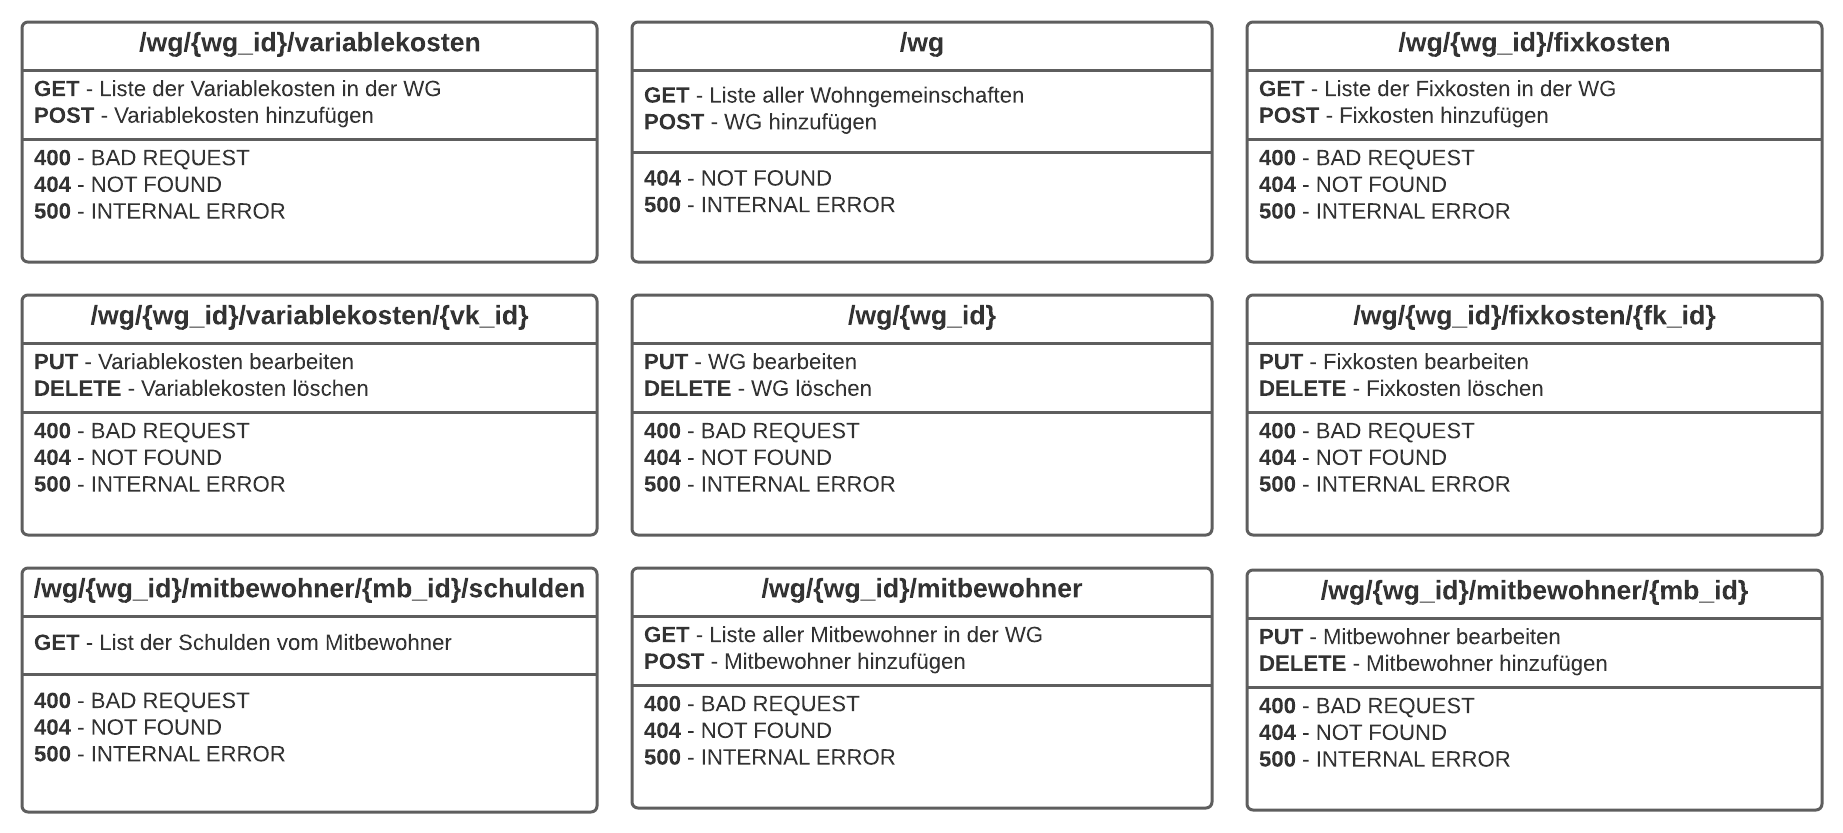 /wg/{wg_id}/variablekosten
GET - Liste der Variablekosten in der WG
POST - Variablekosten hinzufügen
400 - BAD REQUEST
404 - NOT FOUND
500 - INTERNAL ERROR
/wg
GET - Liste aller Wohngemeinschaften
POST - WG hinzufügen
404 - NOT FOUND
500 - INTERNAL ERROR
/wg/{wg_id}/fixkosten
GET - Liste der Fixkosten in der WG
POST - Fixkosten hinzufügen
400 - BAD REQUEST
404 - NOT FOUND
500 - INTERNAL ERROR
/wg/{wg_id}/variablekosten/{vk_id}
PUT - Variablekosten bearbeiten
DELETE - Variablekosten löschen
400 - BAD REQUEST
404 - NOT FOUND
500 - INTERNAL ERROR
/wg/{wg_id}
PUT - WG bearbeiten
DELETE - WG löschen
400 - BAD REQUEST
404 - NOT FOUND
500 - INTERNAL ERROR
/wg/{wg_id}/fixkosten/{fk_id}
PUT - Fixkosten bearbeiten
DELETE - Fixkosten löschen
400 - BAD REQUEST
404 - NOT FOUND
500 - INTERNAL ERROR
/wg/{wg_id}/mitbewohner/{mb_id}/schulden
GET - List der Schulden vom Mitbewohner
400 - BAD REQUEST
404 - NOT FOUND
500 - INTERNAL ERROR
/wg/{wg_id}/mitbewohner
GET - Liste aller Mitbewohner in der WG
POST - Mitbewohner hinzufügen
400 - BAD REQUEST
404 - NOT FOUND
500 - INTERNAL ERROR
/wg/{wg_id}/mitbewohner/{mb_id}
PUT - Mitbewohner bearbeiten
DELETE - Mitbewohner hinzufügen
400 - BAD REQUEST
404 - NOT FOUND
500 - INTERNAL ERROR